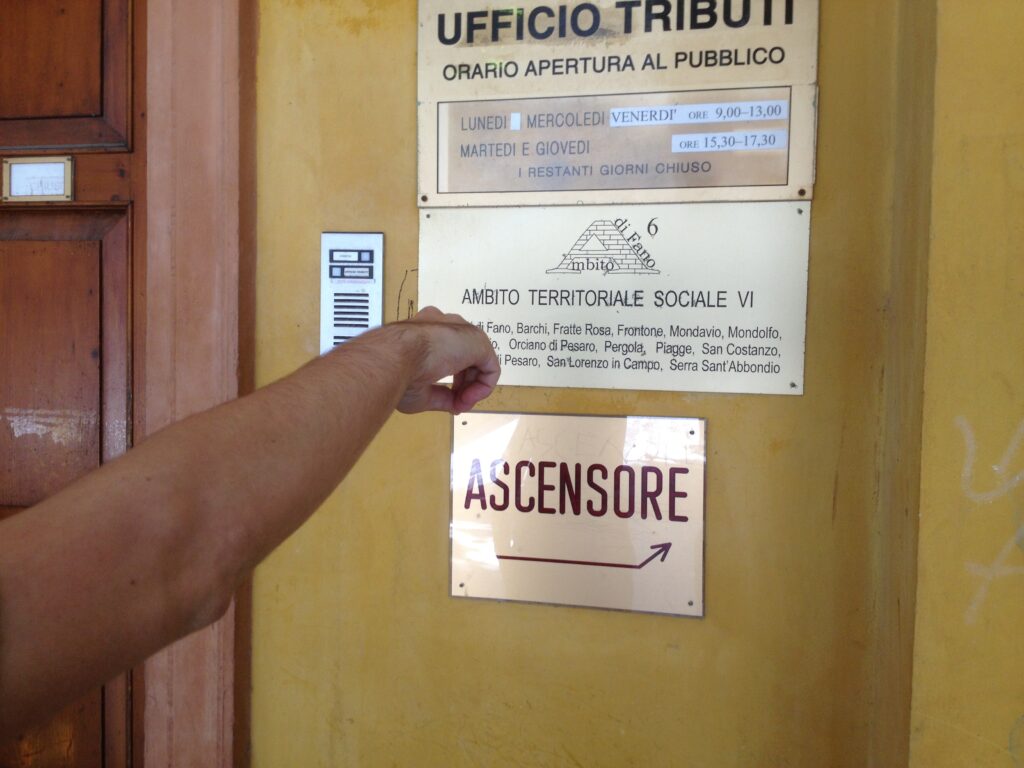 UFFICIO TRIBUTI
ORARIO APERTURA AL PUBBLICO
LUNEDI MERCOLEDI VENERDI' ORE 9,00–13,00
MARTEDI E GIOVEDI ORE 15,30–17,30
I RESTANTI GIORNI CHIUSO
6
di Fano
mbito
AMBITO TERRITORIALE SOCIALE VI
di Fano, Barchi, Fratte Rosa, Frontone, Mondavio, Mondolfo,
Orciano di Pesaro, Pergola, Piagge, San Costanzo,
di Pesaro, San Lorenzo in Campo, Serra Sant'Abbondio
ASCENSORE